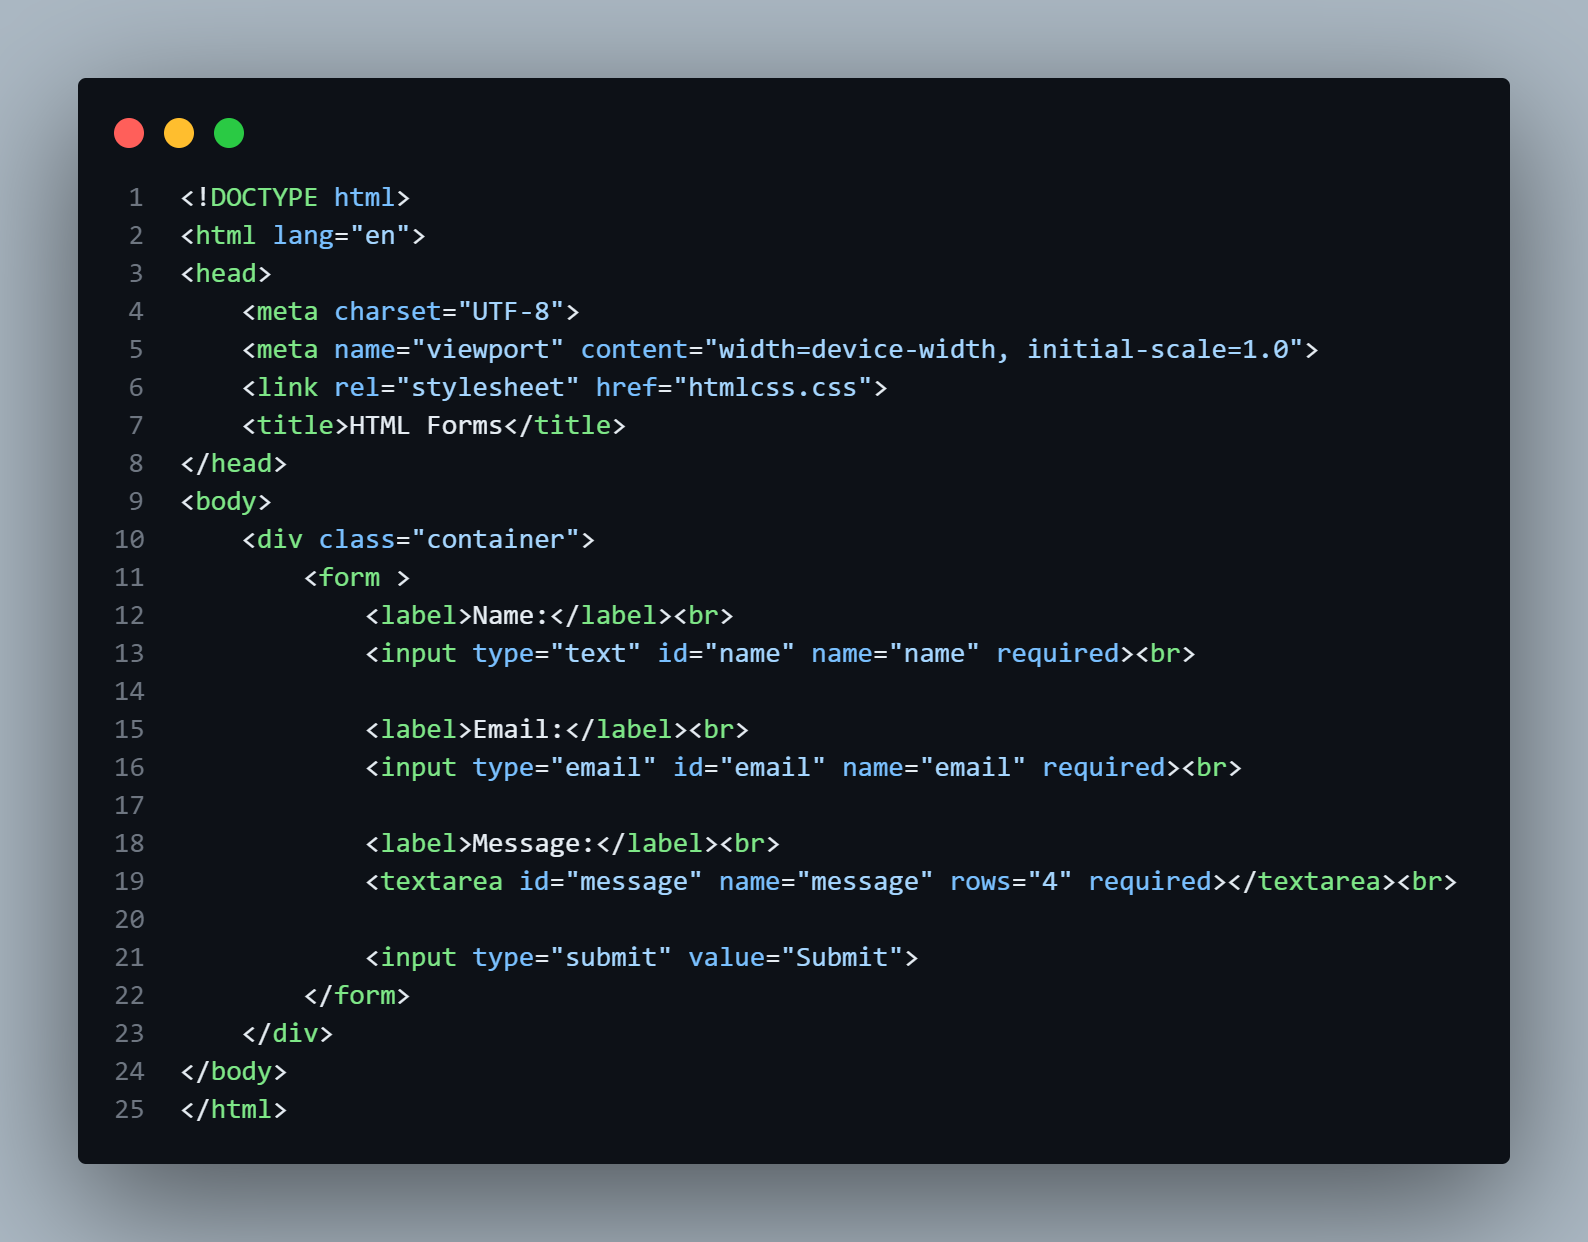 1 <!DOCTYPE html>
2 <html lang="en">
3 <head>
4     <meta charset="UTF-8">
5     <meta name="viewport" content="width=device-width, initial-scale=1.0">
6     <link rel="stylesheet" href="htmlcss.css">
7     <title>HTML Forms</title>
8 </head>
9 <body>
10     <div class="container">
11         <form >
12             <label>Name:</label><br>
13             <input type="text" id="name" name="name" required><br>
14
15             <label>Email:</label><br>
16             <input type="email" id="email" name="email" required><br>
17
18             <label>Message:</label><br>
19             <textarea id="message" name="message" rows="4" required></textarea><br>
20
21             <input type="submit" value="Submit">
22         </form>
23     </div>
24 </body>
25 </html>